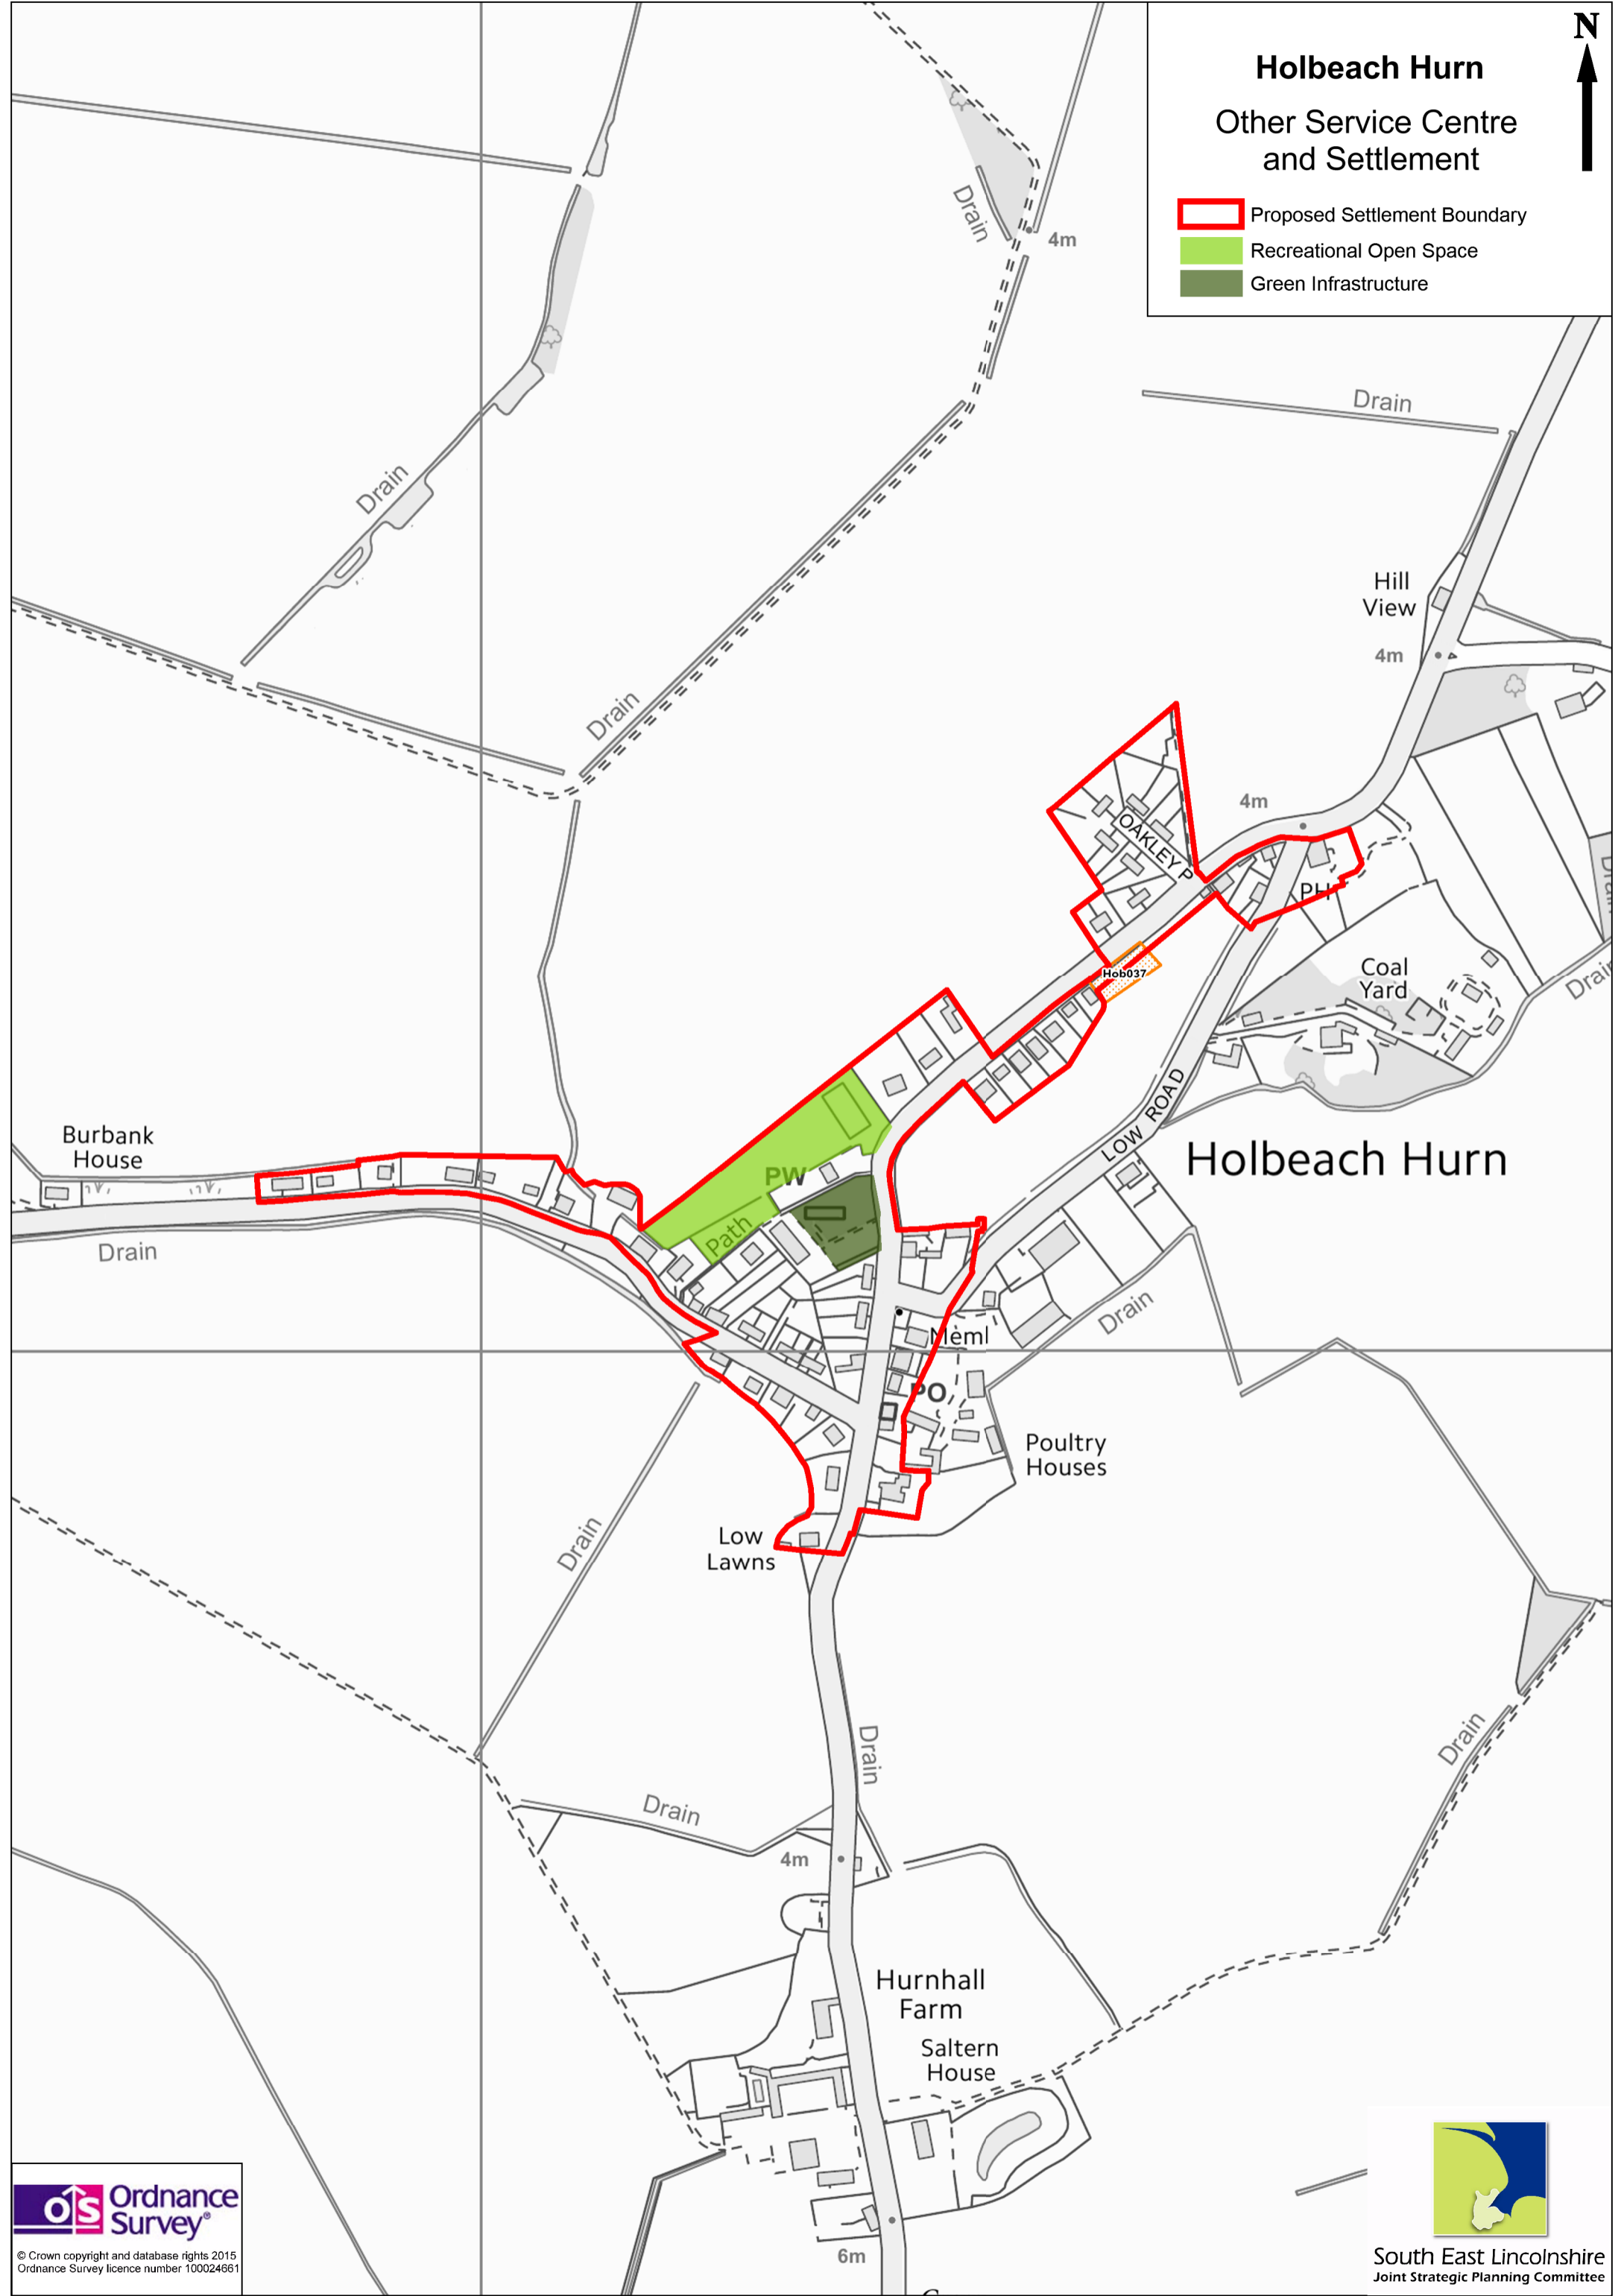 N
Holbeach Hurn
Other Service Centre
and Settlement
Proposed Settlement Boundary
Recreational Open Space
Green Infrastructure
Drain
4m
Drain
Drain
Hill
View
4m
Drain
4m
OAKLEY P
PH
Drain
Hob037
Coal
Yard
Drain
LOW ROAD
Burbank
House
Holbeach Hurn
PW
Path
Drain
Drain
Meml
PO
Poultry
Houses
Low
Lawns
Drain
Drain
Drain
Drain
4m
Hurnhall
Farm
Saltern
House
6m
OS Ordnance
Survey®
© Crown copyright and database rights 2015
Ordnance Survey licence number 100024661
South East Lincolnshire
Joint Strategic Planning Committee